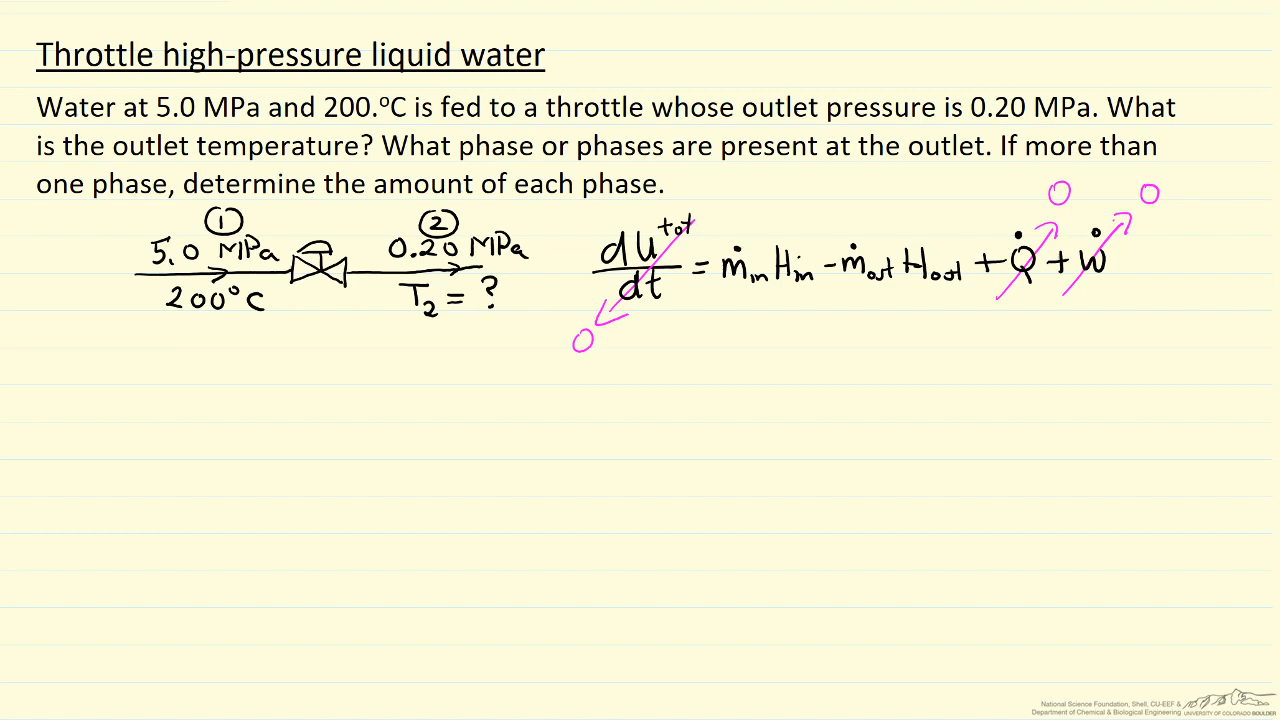 Throttle high-pressure liquid water
Water at 5.0 MPa and 200.°C is fed to a throttle whose outlet pressure is 0.20 MPa. What
is the outlet temperature? What phase or phases are present at the outlet. If more than
one phase, determine the amount of each phase.
① ②
5.0 MPa 0.20 MPa
200°C T₂ = ?
0 0
dU^tot/dt = ṁ_in H_in - ṁ_out H_out + Q̇ + Ẇ
0
National Science Foundation, Shell, CU-EEF &
Department of Chemical & Biological Engineering UNIVERSITY OF COLORADO BOULDER